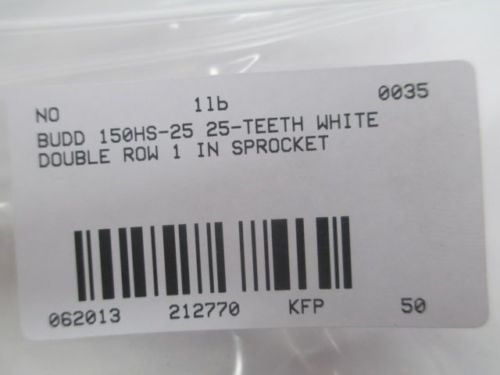 NO 1lb 0035
BUDD 150HS-25 25-TEETH WHITE
DOUBLE ROW 1 IN SPROCKET
062013 212770 KFP 50